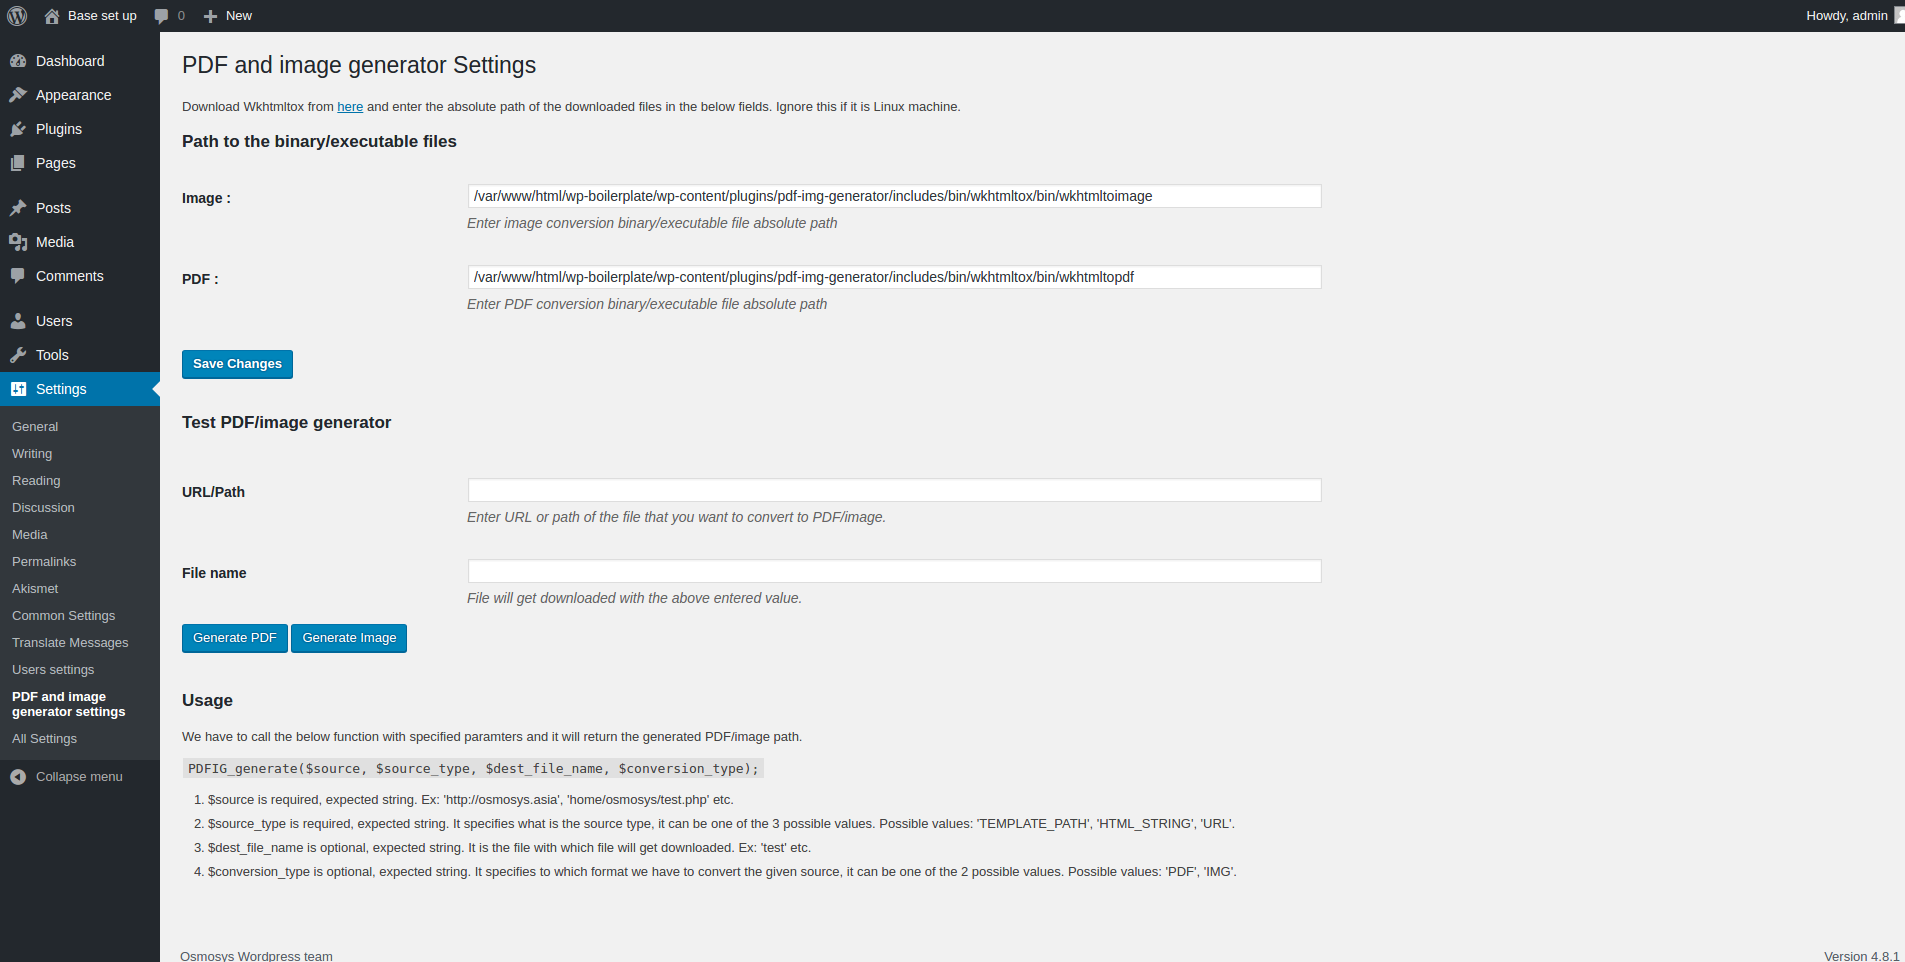 Base set up
0
New
Howdy, admin
Dashboard
Appearance
Plugins
Pages
Posts
Media
Comments
Users
Tools
Settings
General
Writing
Reading
Discussion
Media
Permalinks
Akismet
Common Settings
Translate Messages
Users settings
PDF and image
generator settings
All Settings
Collapse menu
PDF and image generator Settings
Download Wkhtmltox from here and enter the absolute path of the downloaded files in the below fields. Ignore this if it is Linux machine.
Path to the binary/executable files
Image :
/var/www/html/wp-boilerplate/wp-content/plugins/pdf-img-generator/includes/bin/wkhtmltox/bin/wkhtmltoimage
Enter image conversion binary/executable file absolute path
PDF :
/var/www/html/wp-boilerplate/wp-content/plugins/pdf-img-generator/includes/bin/wkhtmltox/bin/wkhtmltopdf
Enter PDF conversion binary/executable file absolute path
Save Changes
Test PDF/image generator
URL/Path
Enter URL or path of the file that you want to convert to PDF/image.
File name
File will get downloaded with the above entered value.
Generate PDF
Generate Image
Usage
We have to call the below function with specified paramters and it will return the generated PDF/image path.
PDFIG_generate($source, $source_type, $dest_file_name, $conversion_type);
1. $source is required, expected string. Ex: 'http://osmosys.asia', 'home/osmosys/test.php' etc.
2. $source_type is required, expected string. It specifies what is the source type, it can be one of the 3 possible values. Possible values: 'TEMPLATE_PATH', 'HTML_STRING', 'URL'.
3. $dest_file_name is optional, expected string. It is the file with which file will get downloaded. Ex: 'test' etc.
4. $conversion_type is optional, expected string. It specifies to which format we have to convert the given source, it can be one of the 2 possible values. Possible values: 'PDF', 'IMG'.
Osmosys Wordpress team
Version 4.8.1